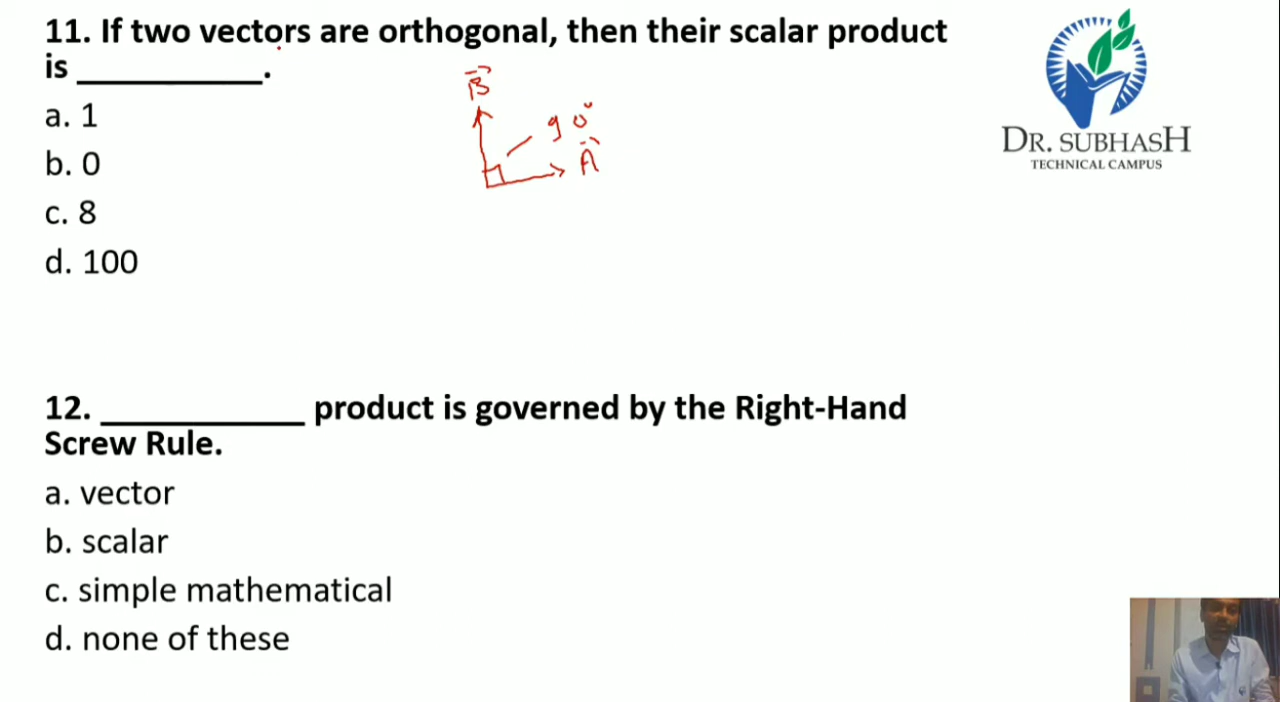 11. If two vectors are orthogonal, then their scalar product
is ___________.
a. 1
b. 0
c. 8
d. 100
B
90°
A
DR. SUBHASH
TECHNICAL CAMPUS
12. ____________ product is governed by the Right-Hand
Screw Rule.
a. vector
b. scalar
c. simple mathematical
d. none of these